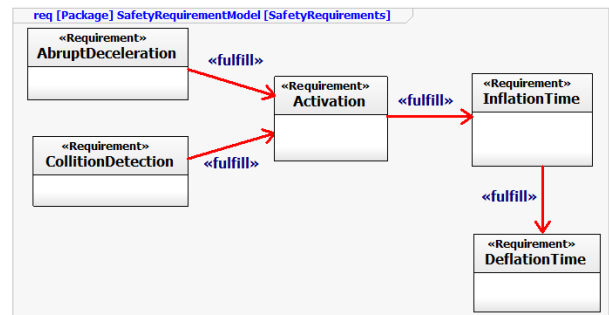 req [Package] SafetyRequirementModel [SafetyRequirements]
«Requirement»
AbruptDeceleration
«fulfill»
«Requirement»
Activation
«fulfill»
«Requirement»
InflationTime
«Requirement»
CollitionDetection
«fulfill»
«fulfill»
«Requirement»
DeflationTime